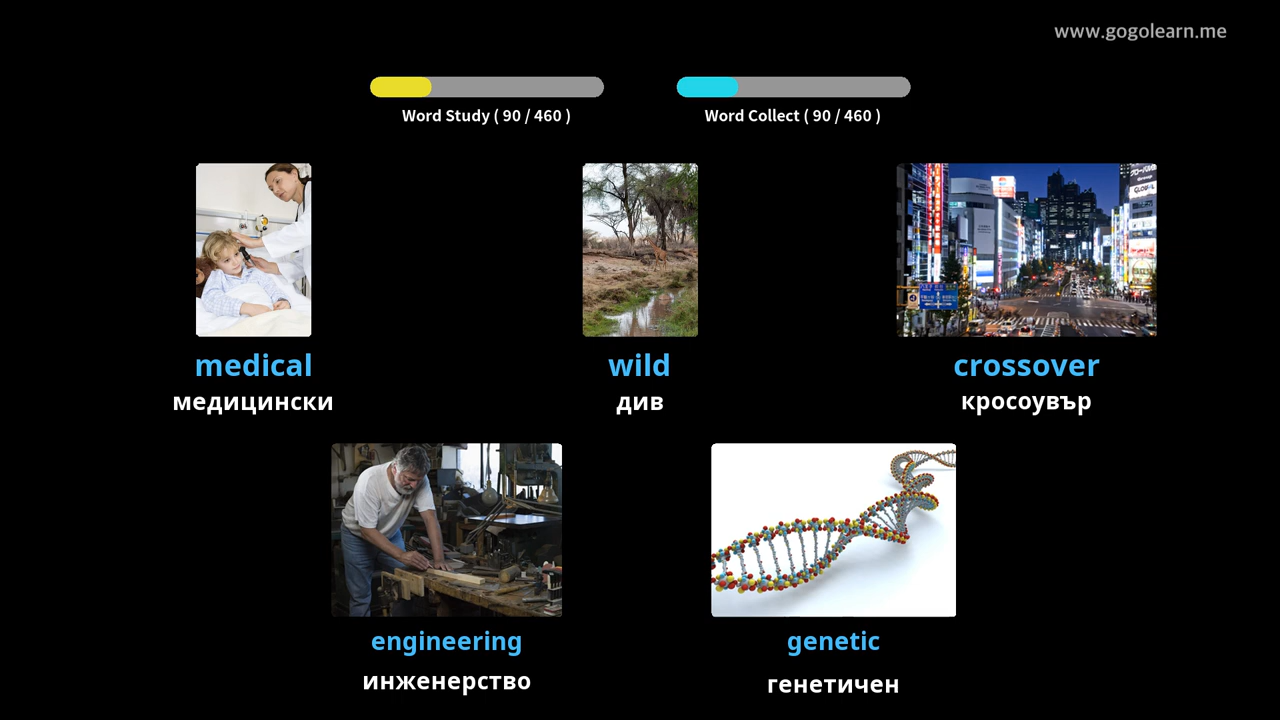 www.gogolearn.me
Word Study ( 90 / 460 )
Word Collect ( 90 / 460 )
medical
медицински
wild
див
crossover
кросоувър
engineering
инженерство
genetic
генетичен